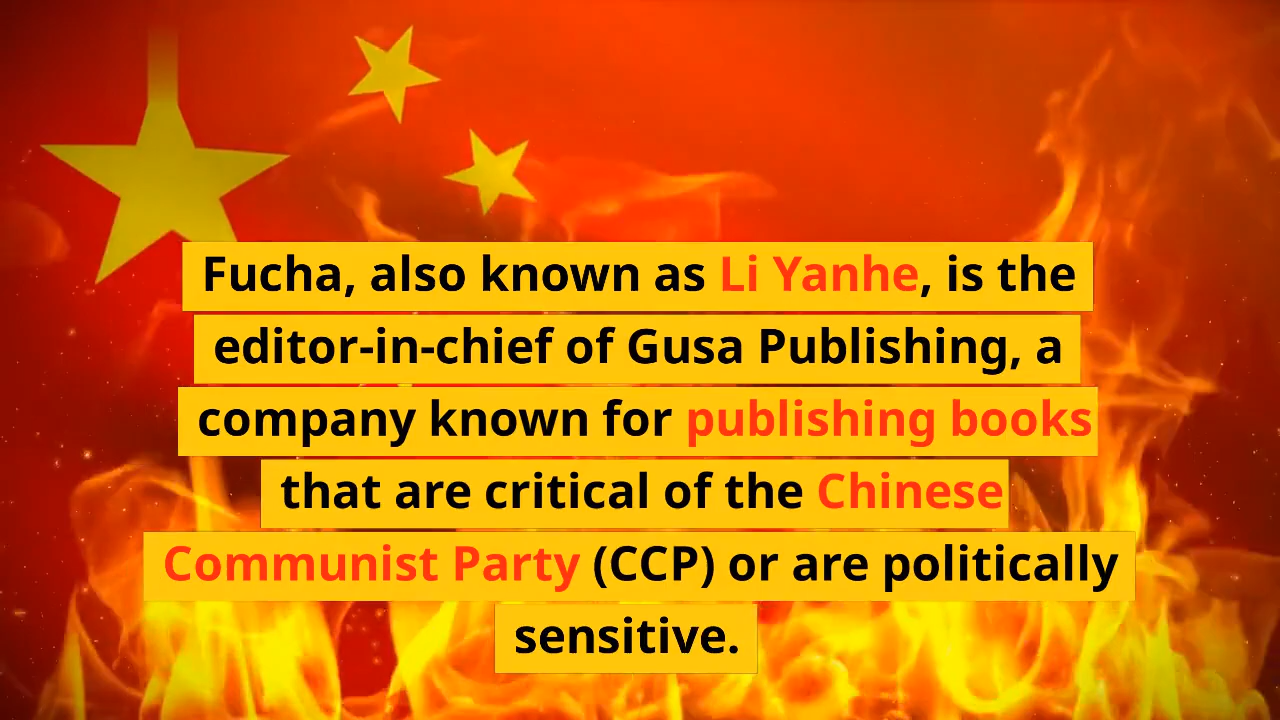 Fucha, also known as Li Yanhe, is the
editor-in-chief of Gusa Publishing, a
company known for publishing books
that are critical of the Chinese
Communist Party (CCP) or are politically
sensitive.